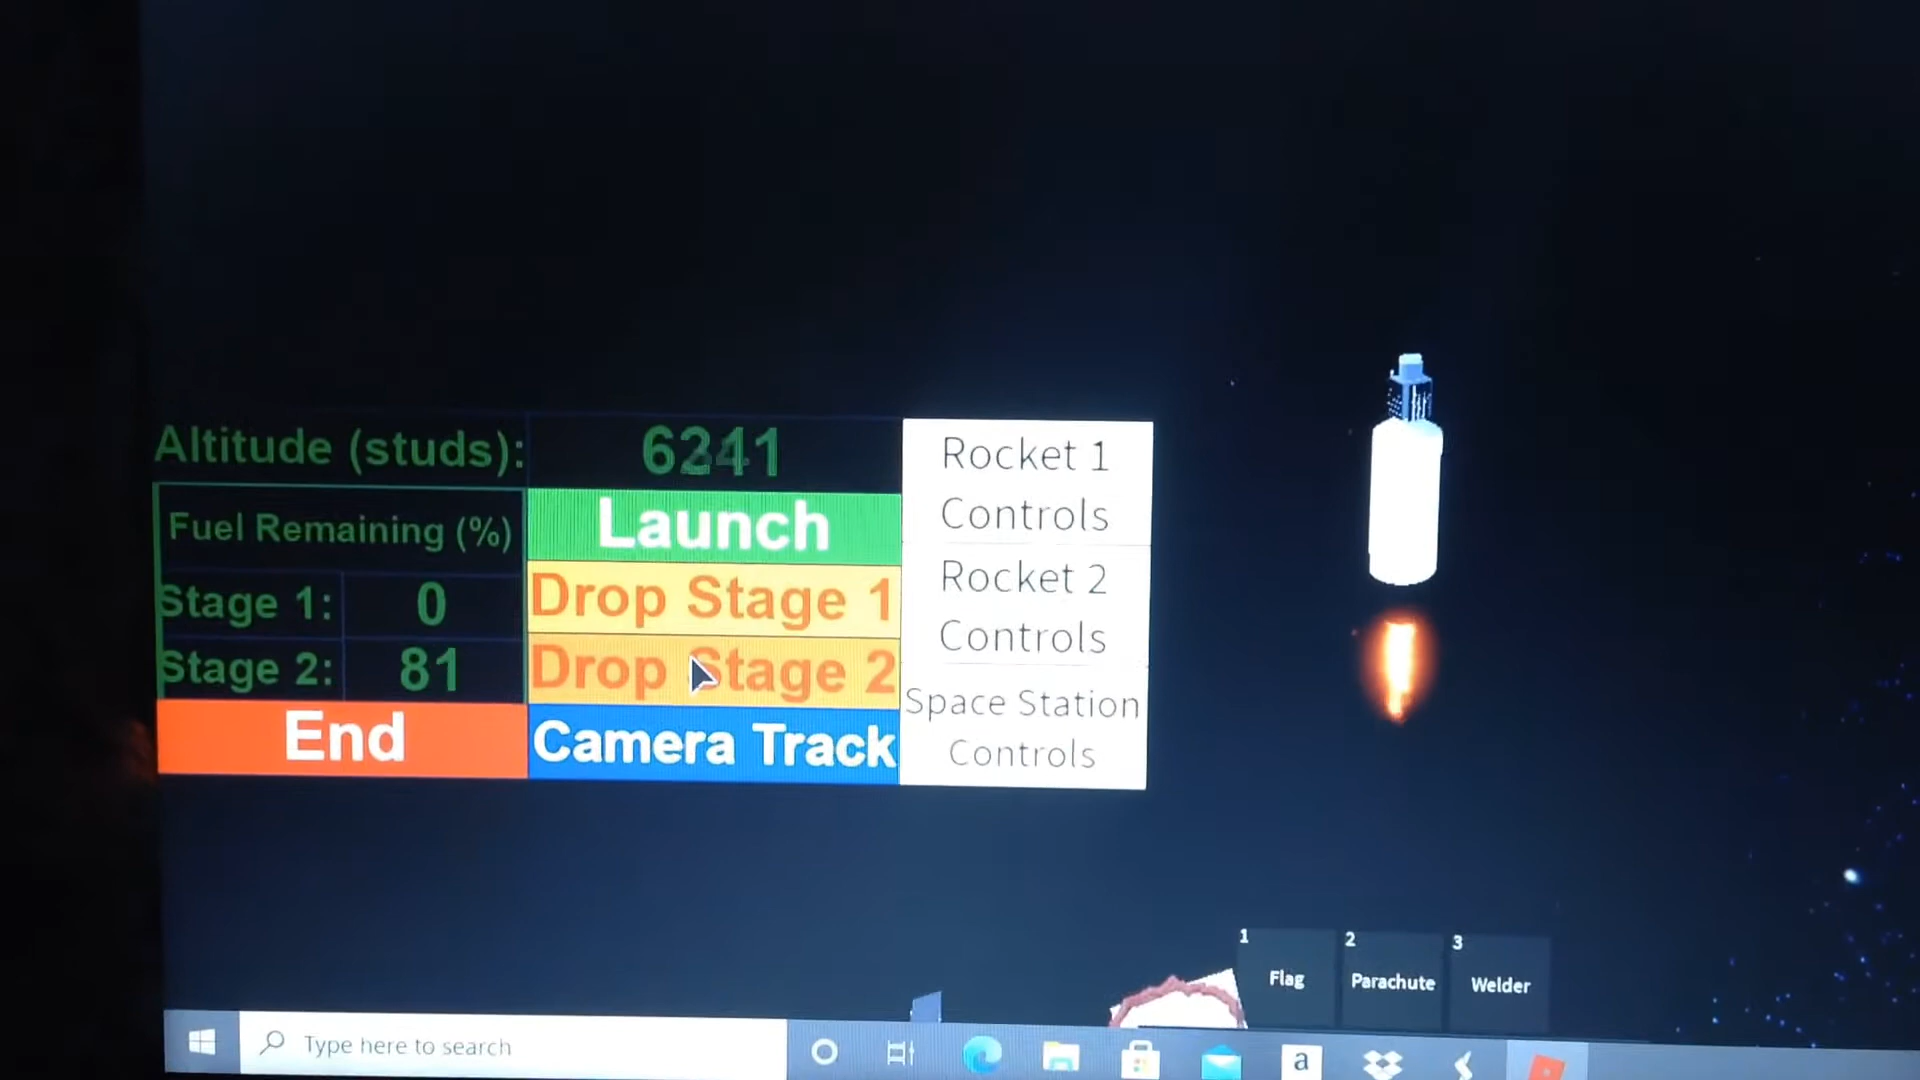 Altitude (studs):
Fuel Remaining (%)
Stage 1: 0
Stage 2: 81
End
Launch
Drop Stage 1
Drop Stage 2
Camera Track
Rocket 1
Controls
Rocket 2
Controls
Space Station
Controls
1
Flag
2
Parachute
3
Welder
Type here to search
a